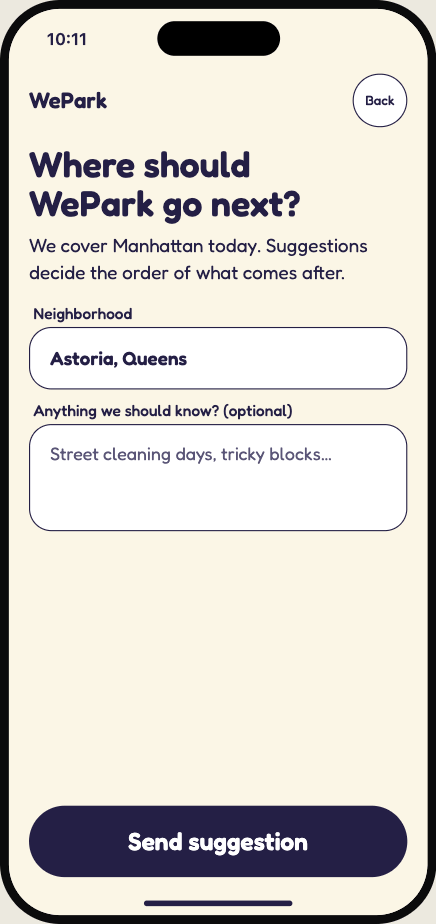 10:11
WePark
Back
Where should
WePark go next?
We cover Manhattan today. Suggestions
decide the order of what comes after.
Neighborhood
Astoria, Queens
Anything we should know? (optional)
Street cleaning days, tricky blocks...
Send suggestion